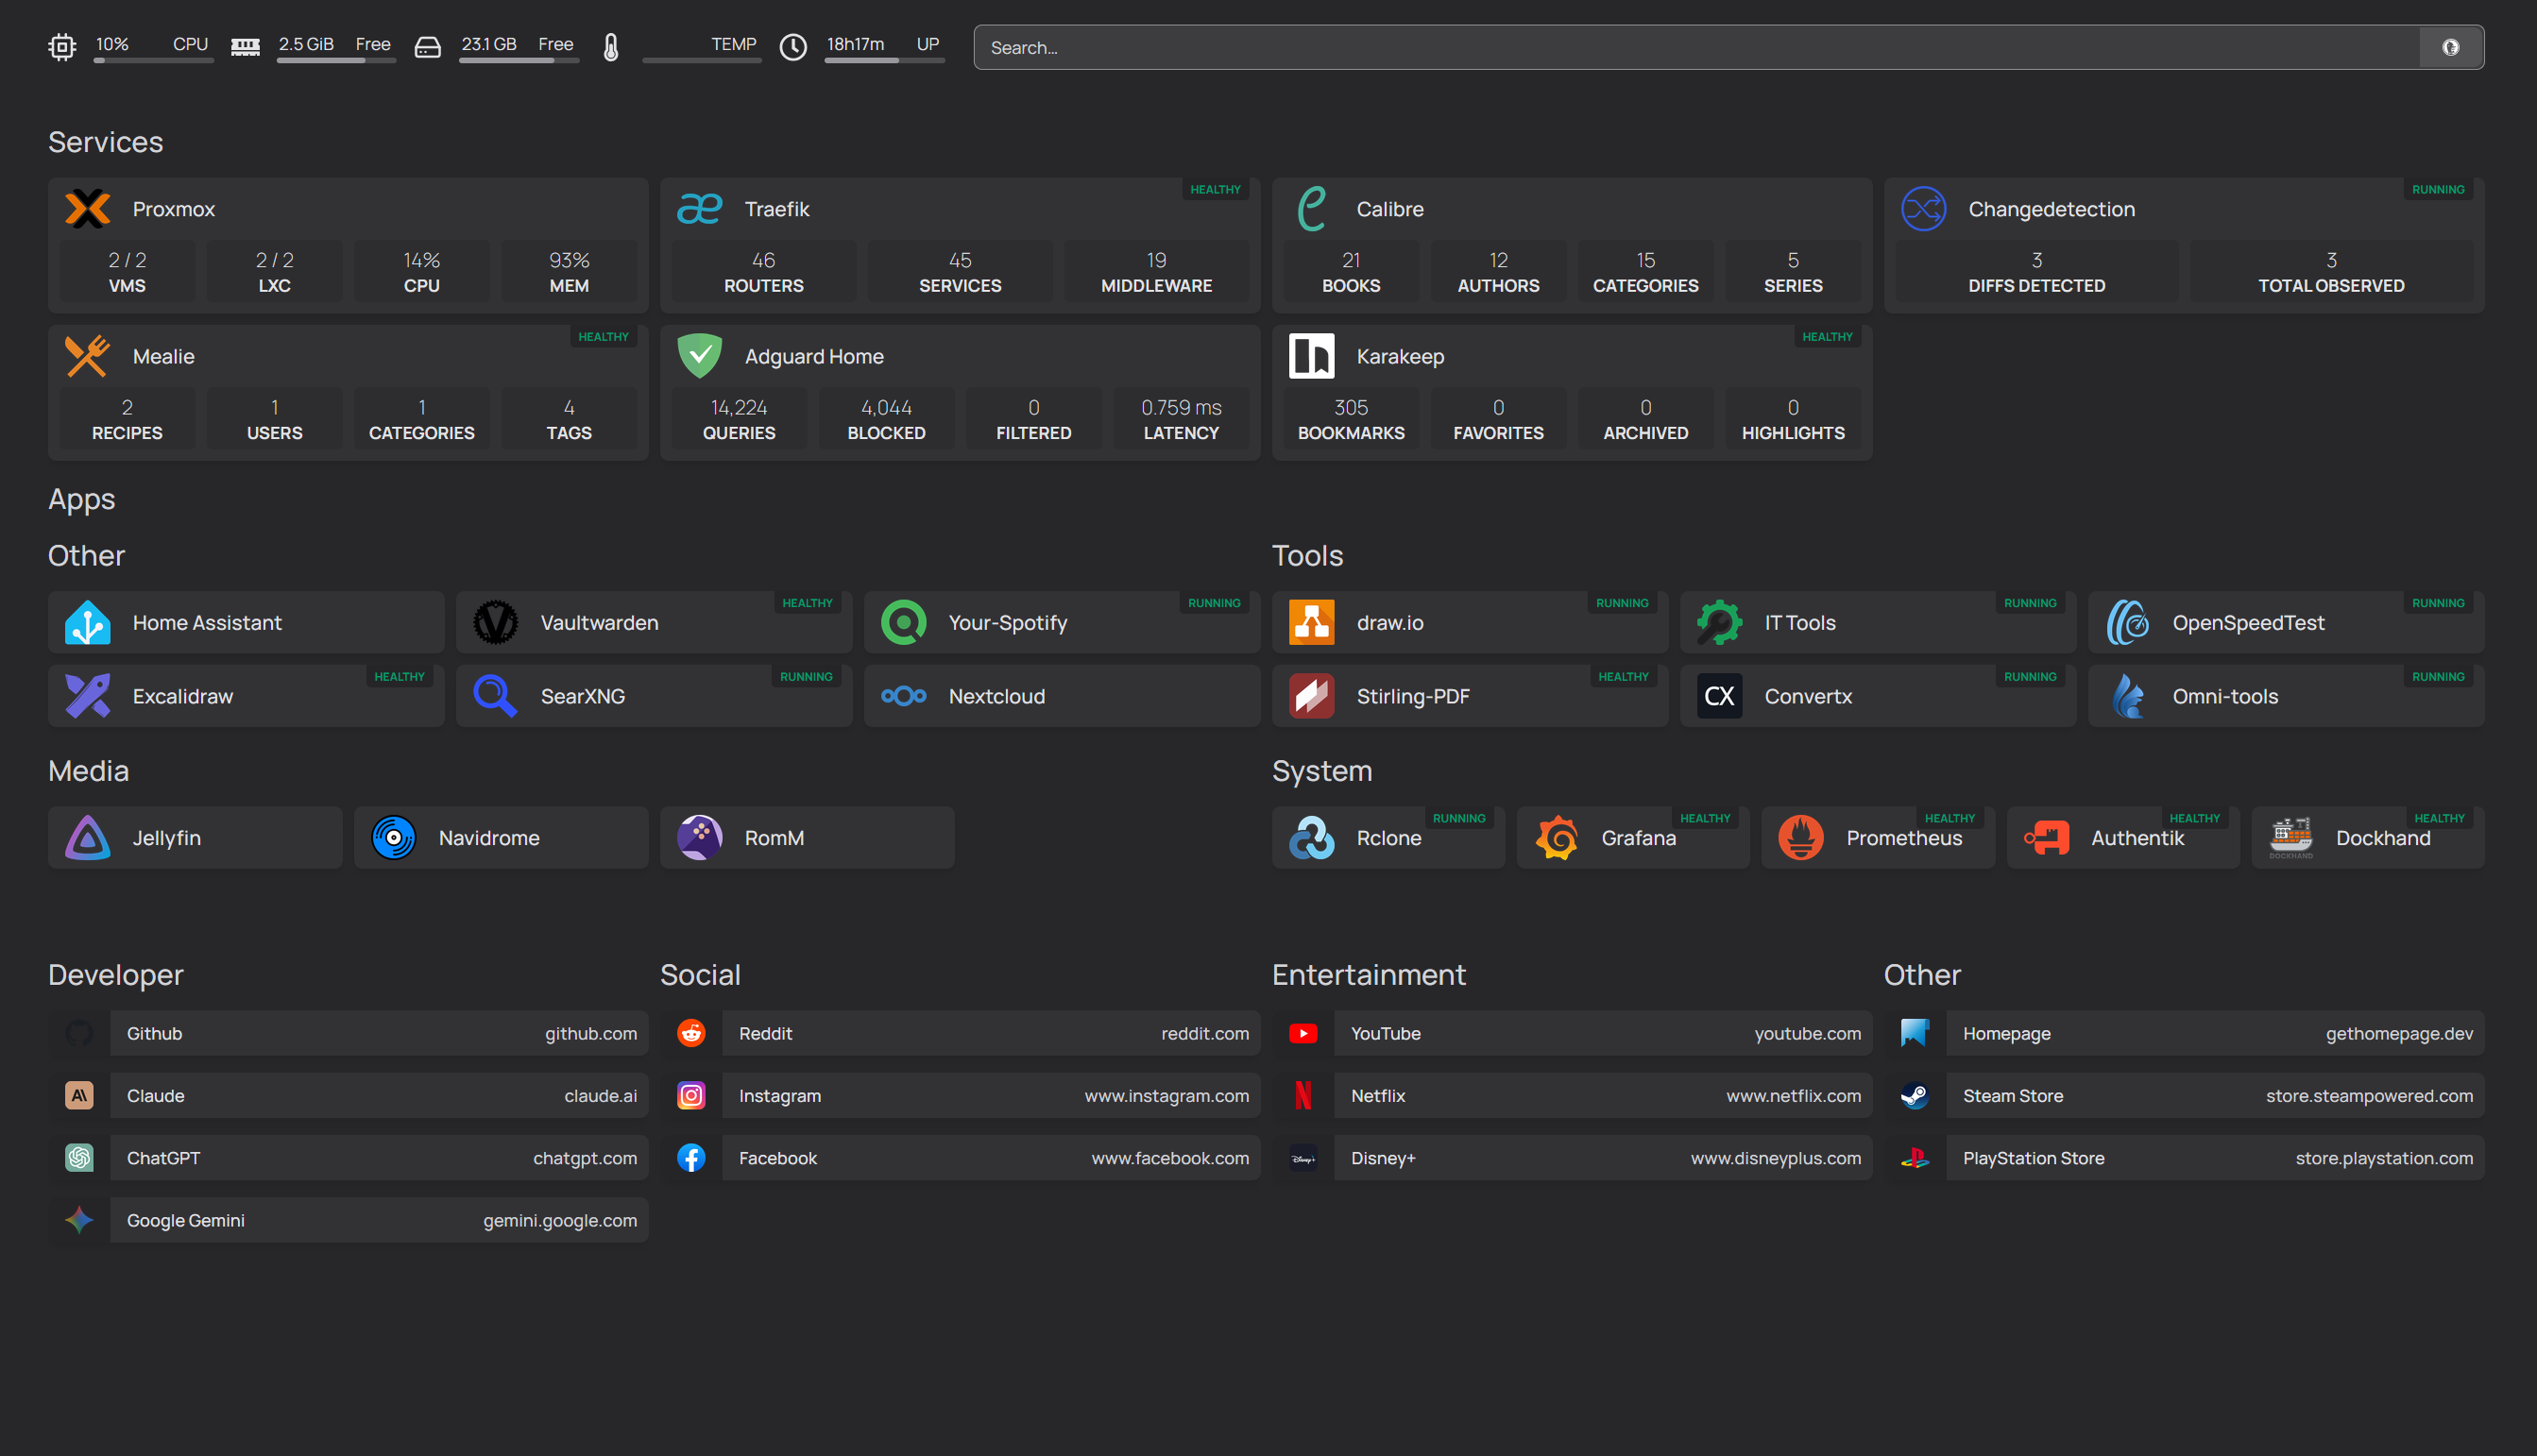 10% CPU 2.5 GiB Free 23.1 GB Free TEMP 18h17m UP Search...
Services
Proxmox
2 / 2 VMS
2 / 2 LXC
14% CPU
93% MEM
Traefik HEALTHY
46 ROUTERS
45 SERVICES
19 MIDDLEWARE
Calibre
21 BOOKS
12 AUTHORS
15 CATEGORIES
5 SERIES
Changedetection RUNNING
3 DIFFS DETECTED
3 TOTAL OBSERVED
Mealie HEALTHY
2 RECIPES
1 USERS
1 CATEGORIES
4 TAGS
Adguard Home
14,224 QUERIES
4,044 BLOCKED
0 FILTERED
0.759 ms LATENCY
Karakeep HEALTHY
305 BOOKMARKS
0 FAVORITES
0 ARCHIVED
0 HIGHLIGHTS
Apps
Other
Home Assistant
Vaultwarden HEALTHY
Your-Spotify RUNNING
Excalidraw HEALTHY
SearXNG RUNNING
Nextcloud
Tools
draw.io RUNNING
IT Tools RUNNING
OpenSpeedTest RUNNING
Stirling-PDF HEALTHY
CX Convertx RUNNING
Omni-tools RUNNING
Media
Jellyfin
Navidrome
RomM
System
Rclone RUNNING
Grafana HEALTHY
Prometheus HEALTHY
Authentik HEALTHY
DOCKHAND Dockhand HEALTHY
Developer
Github github.com
AI Claude claude.ai
ChatGPT chatgpt.com
Google Gemini gemini.google.com
Social
Reddit reddit.com
Instagram www.instagram.com
Facebook www.facebook.com
Entertainment
YouTube youtube.com
Netflix www.netflix.com
Disney+ Disney+ www.disneyplus.com
Other
Homepage gethomepage.dev
Steam Store store.steampowered.com
PlayStation Store store.playstation.com